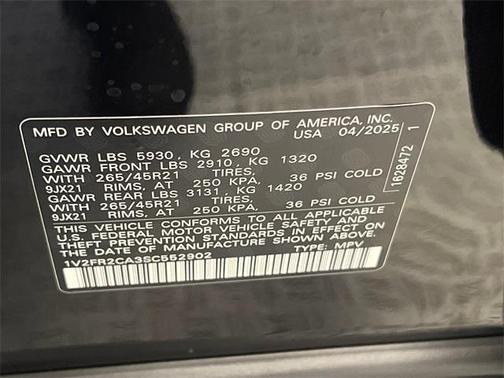 MFD BY VOLKSWAGEN GROUP OF AMERICA, INC.
USA 04/2025
GVWR LBS 5930, KG 2690
GAWR FRONT LBS 2910, KG 1320
WITH 265/45R21 TIRES,
9JX21 RIMS, AT 250 KPA, 36 PSI COLD
GAWR REAR LBS 3131, KG 1420
WITH 265/45R21 TIRES,
9JX21 RIMS, AT 250 KPA, 36 PSI COLD
THIS VEHICLE CONFORMS TO ALL APPLICABLE
U.S. FEDERAL MOTOR VEHICLE SAFETY AND
THEFT PREVENTION STANDARDS IN EFFECT ON
THE DATE OF MANUFACTURE SHOWN ABOVE.
1V2FR2CA3SC552902 TYPE: MPV
1628472 1